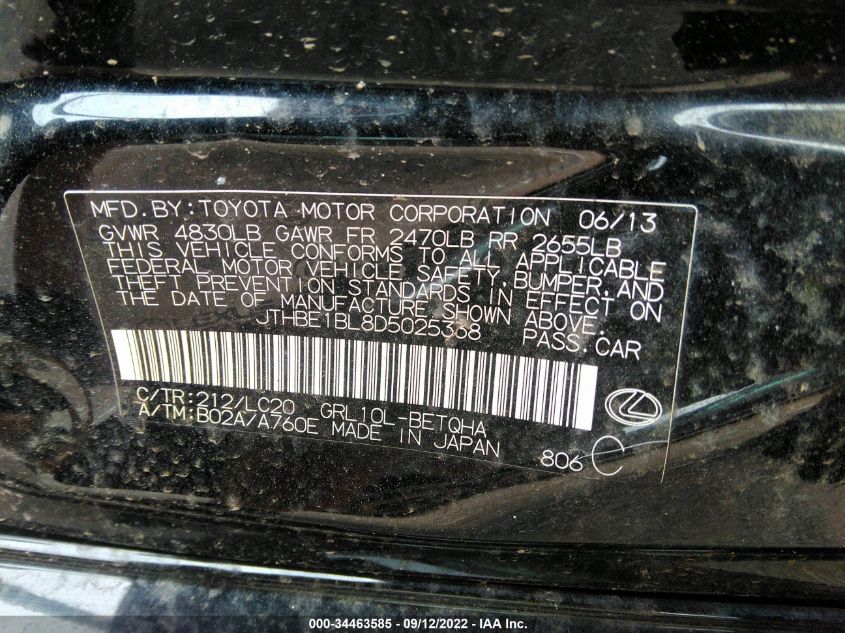 MFD.BY:TOYOTA MOTOR CORPORATION 06/13
GVWR 4830LB GAWR FR 2470LB RR 2655LB
THIS VEHICLE CONFORMS TO ALL APPLICABLE
FEDERAL MOTOR VEHICLE SAFETY,BUMPER,AND
THEFT PREVENTION STANDARDS IN EFFECT ON
THE DATE OF MANUFACTURE SHOWN ABOVE.
JTHBE1BL8D5025368 PASS.CAR
C/TR:212/LC20 GRL10L-BETQHA
A/TM:B02A/A760E MADE IN JAPAN
806 C
000-34463585 - 09/12/2022 - © IAA, Inc.